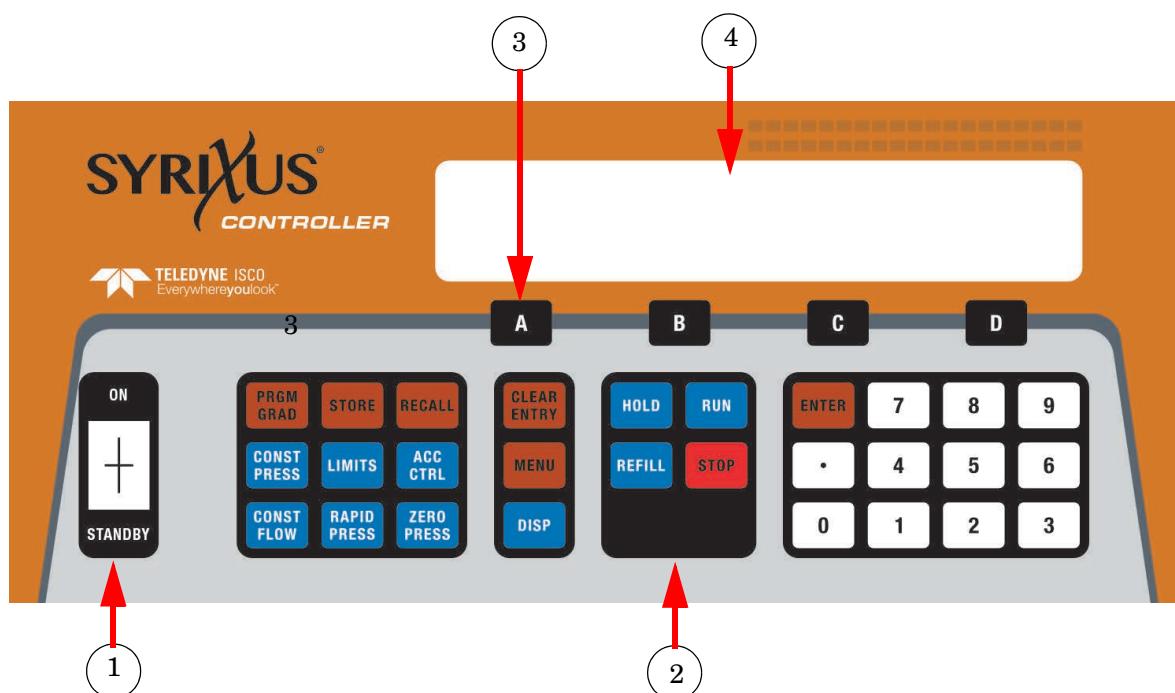 3
4
SYRIXUS®
CONTROLLER
TELEDYNE ISCO
Everywhereyoulook™
3
A B C D
ON
STANDBY
PRGM GRAD
STORE
RECALL
CONST PRESS
LIMITS
ACC CTRL
CONST FLOW
RAPID PRESS
ZERO PRESS
CLEAR ENTRY
MENU
DISP
HOLD
RUN
REFILL
STOP
ENTER 7 8 9
. 4 5 6
0 1 2 3
1
2